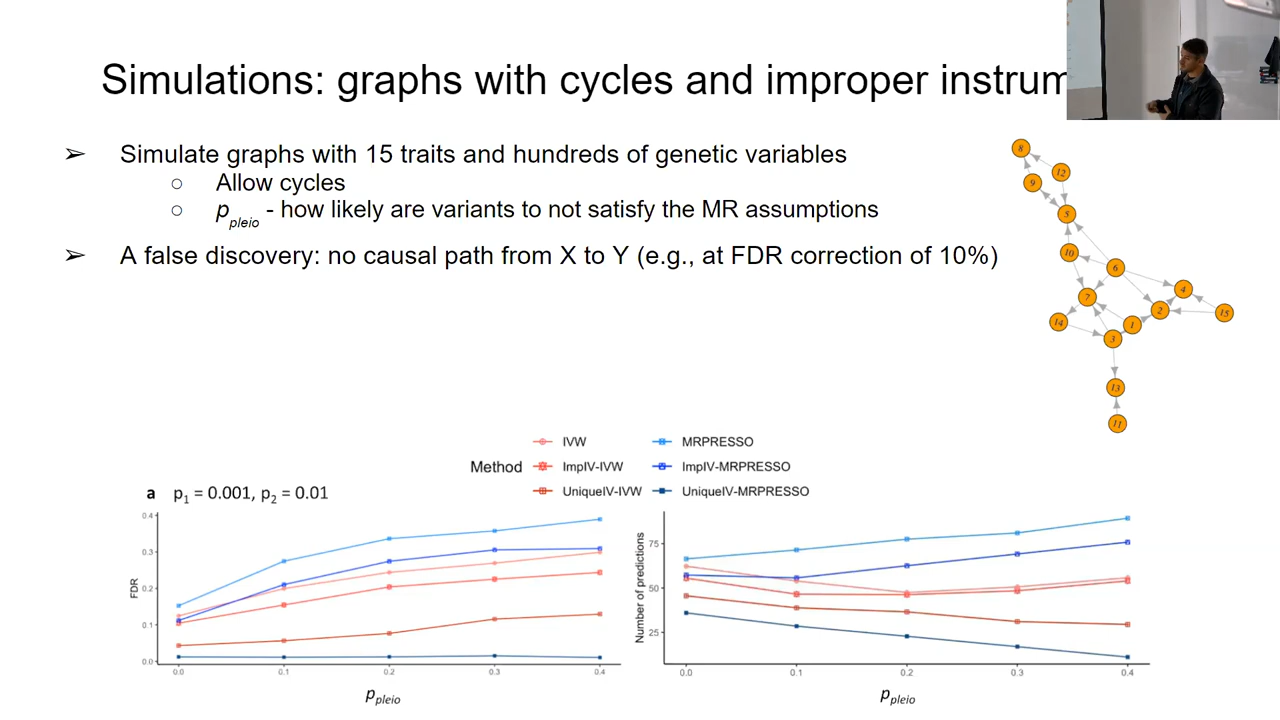 Simulations: graphs with cycles and improper instrum
➢ Simulate graphs with 15 traits and hundreds of genetic variables
○ Allow cycles
○ p_pleio - how likely are variants to not satisfy the MR assumptions
➢ A false discovery: no causal path from X to Y (e.g., at FDR correction of 10%)
8
12
9
5
10
6
7
4
14
1
2
15
3
13
11
Method
IVW
MRPRESSO
ImpIV-IVW
ImpIV-MRPRESSO
UniqueIV-IVW
UniqueIV-MRPRESSO
a p₁ = 0.001, p₂ = 0.01
FDR
0.4
0.3
0.2
0.1
0.0
0.0 0.1 0.2 0.3 0.4
p_pleio
Number of predictions
75
50
25
0.0 0.1 0.2 0.3 0.4
p_pleio